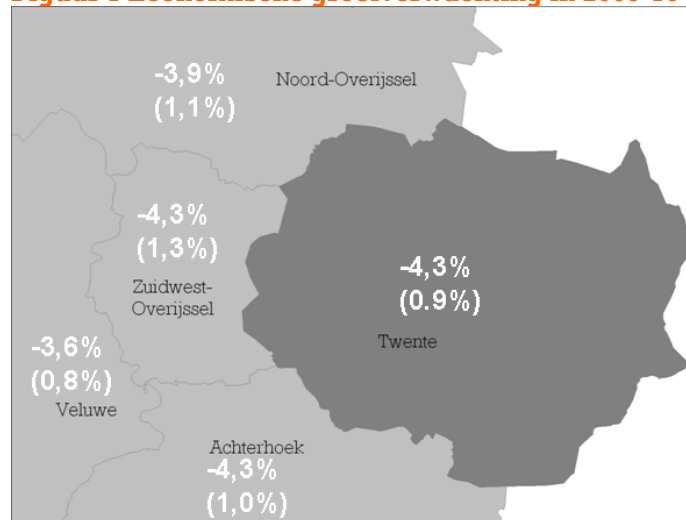 -3,9%
(1,1%)
Noord-Overijssel
-4,3%
(1,3%)
Zuidwest-
Overijssel
-4,3%
(0.9%)
Twente
-3,6%
(0,8%)
Veluwe
Achterhoek
-4,3%
(1,0%)